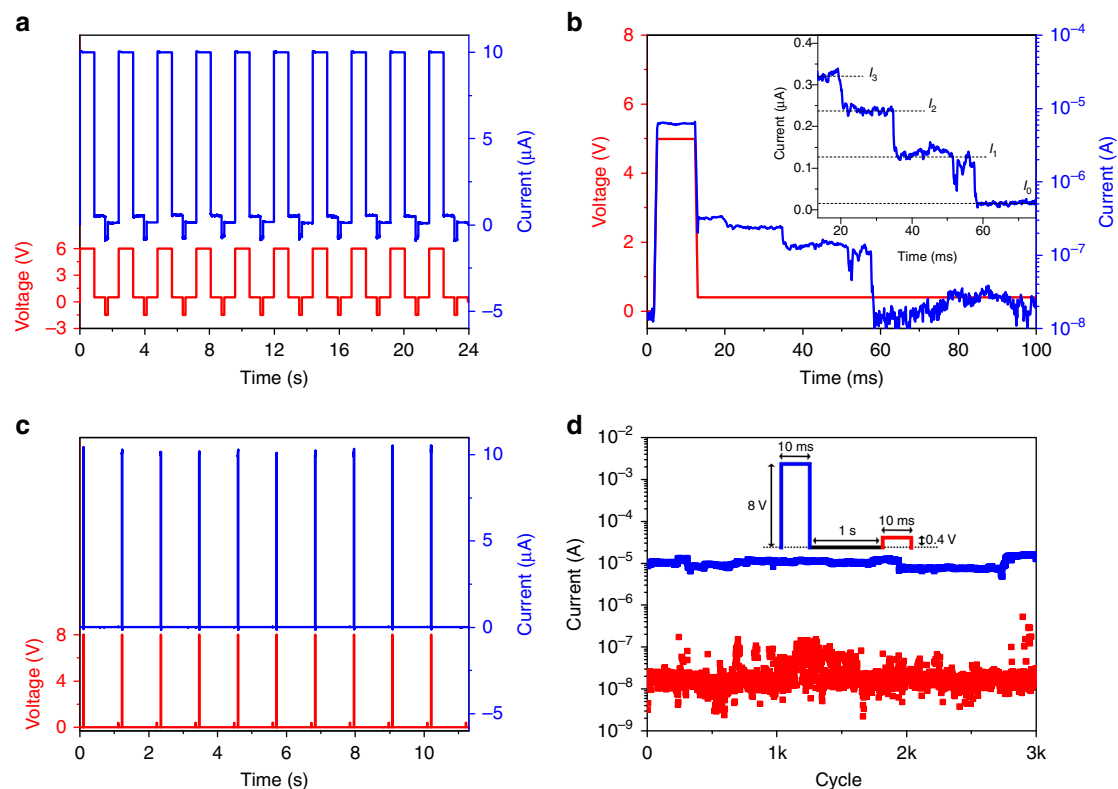 a
10
5
0
−5
Current (μA)
6
3
0
−3
Voltage (V)
0 4 8 12 16 20 24
Time (s)
b
8
6
4
2
0
Voltage (V)
10⁻⁴
10⁻⁵
10⁻⁶
10⁻⁷
10⁻⁸
Current (A)
0 20 40 60 80 100
Time (ms)
0.4
0.3
0.2
0.1
0.0
Current (μA)
I₃
I₂
I₁
I₀
20 40 60
Time (ms)
c
10
5
0
−5
Current (μA)
8
4
0
Voltage (V)
0 2 4 6 8 10
Time (s)
d
10⁻²
10⁻³
10⁻⁴
10⁻⁵
10⁻⁶
10⁻⁷
10⁻⁸
10⁻⁹
Current (A)
10 ms
8 V
1 s
10 ms
0.4 V
0 1k 2k 3k
Cycle